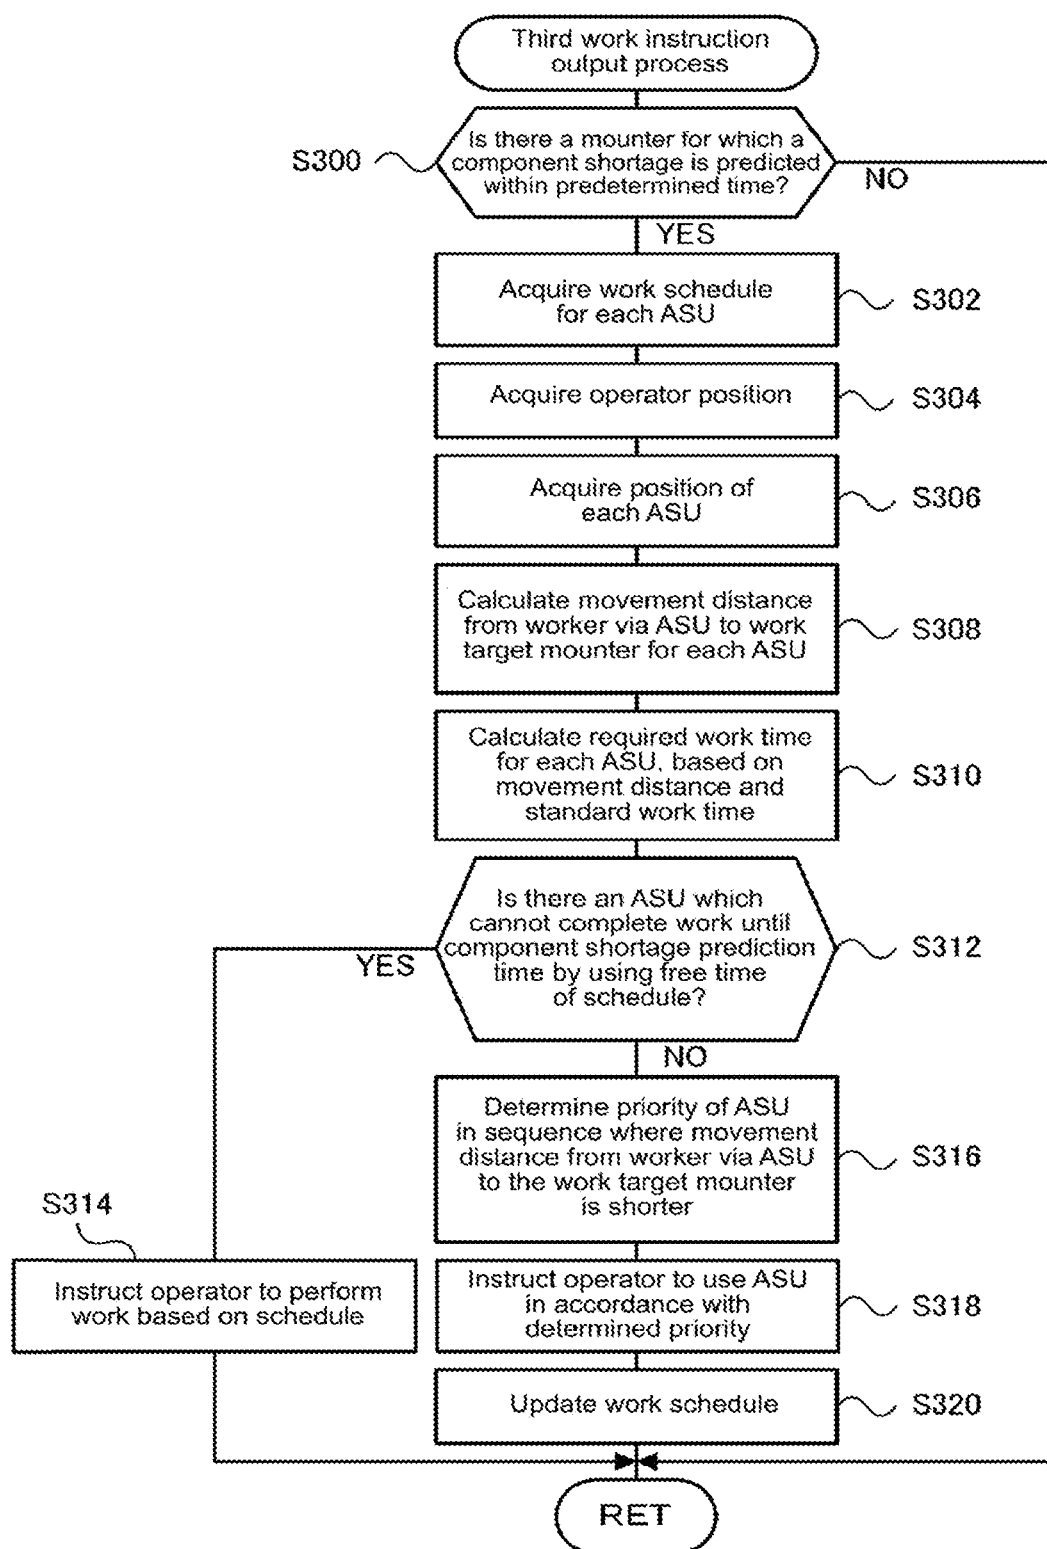 Third work instruction
output process
S300
Is there a mounter for which a
component shortage is predicted
within predetermined time?
NO
YES
Acquire work schedule
for each ASU
S302
Acquire operator position
S304
Acquire position of
each ASU
S306
Calculate movement distance
from worker via ASU to work
target mounter for each ASU
S308
Calculate required work time
for each ASU, based on
movement distance and
standard work time
S310
Is there an ASU which
cannot complete work until
component shortage prediction
time by using free time
of schedule?
S312
YES
NO
Determine priority of ASU
in sequence where movement
distance from worker via ASU
to the work target mounter
is shorter
S316
S314
Instruct operator to perform
work based on schedule
Instruct operator to use ASU
in accordance with
determined priority
S318
Update work schedule
S320
RET